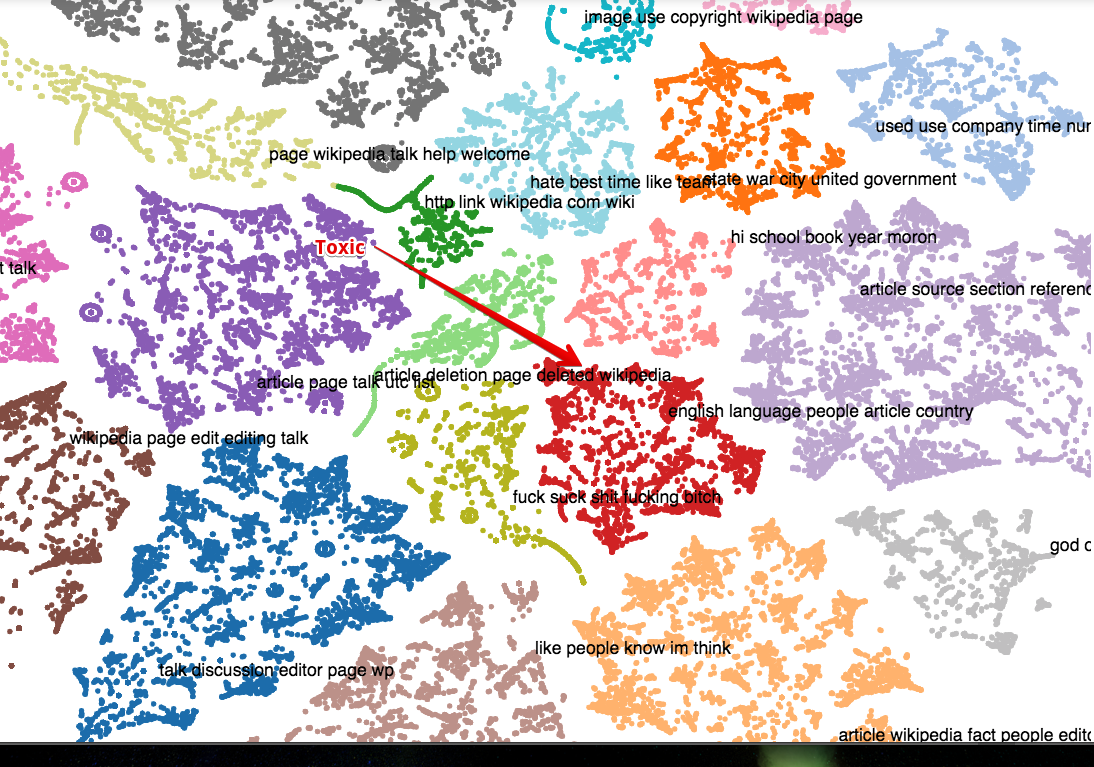 image use copyright wikipedia page
used use company time nur
page wikipedia talk help welcome
hate best time like team
state war city united government
http link wikipedia com wiki
hi school book year moron
Toxic
t talk
article source section referenc
article deletion page deleted wikipedia
article page talk utc list
english language people article country
wikipedia page edit editing talk
fuck suck shit fucking bitch
god c
like people know im think
talk discussion editor page wp
article wikipedia fact people edito